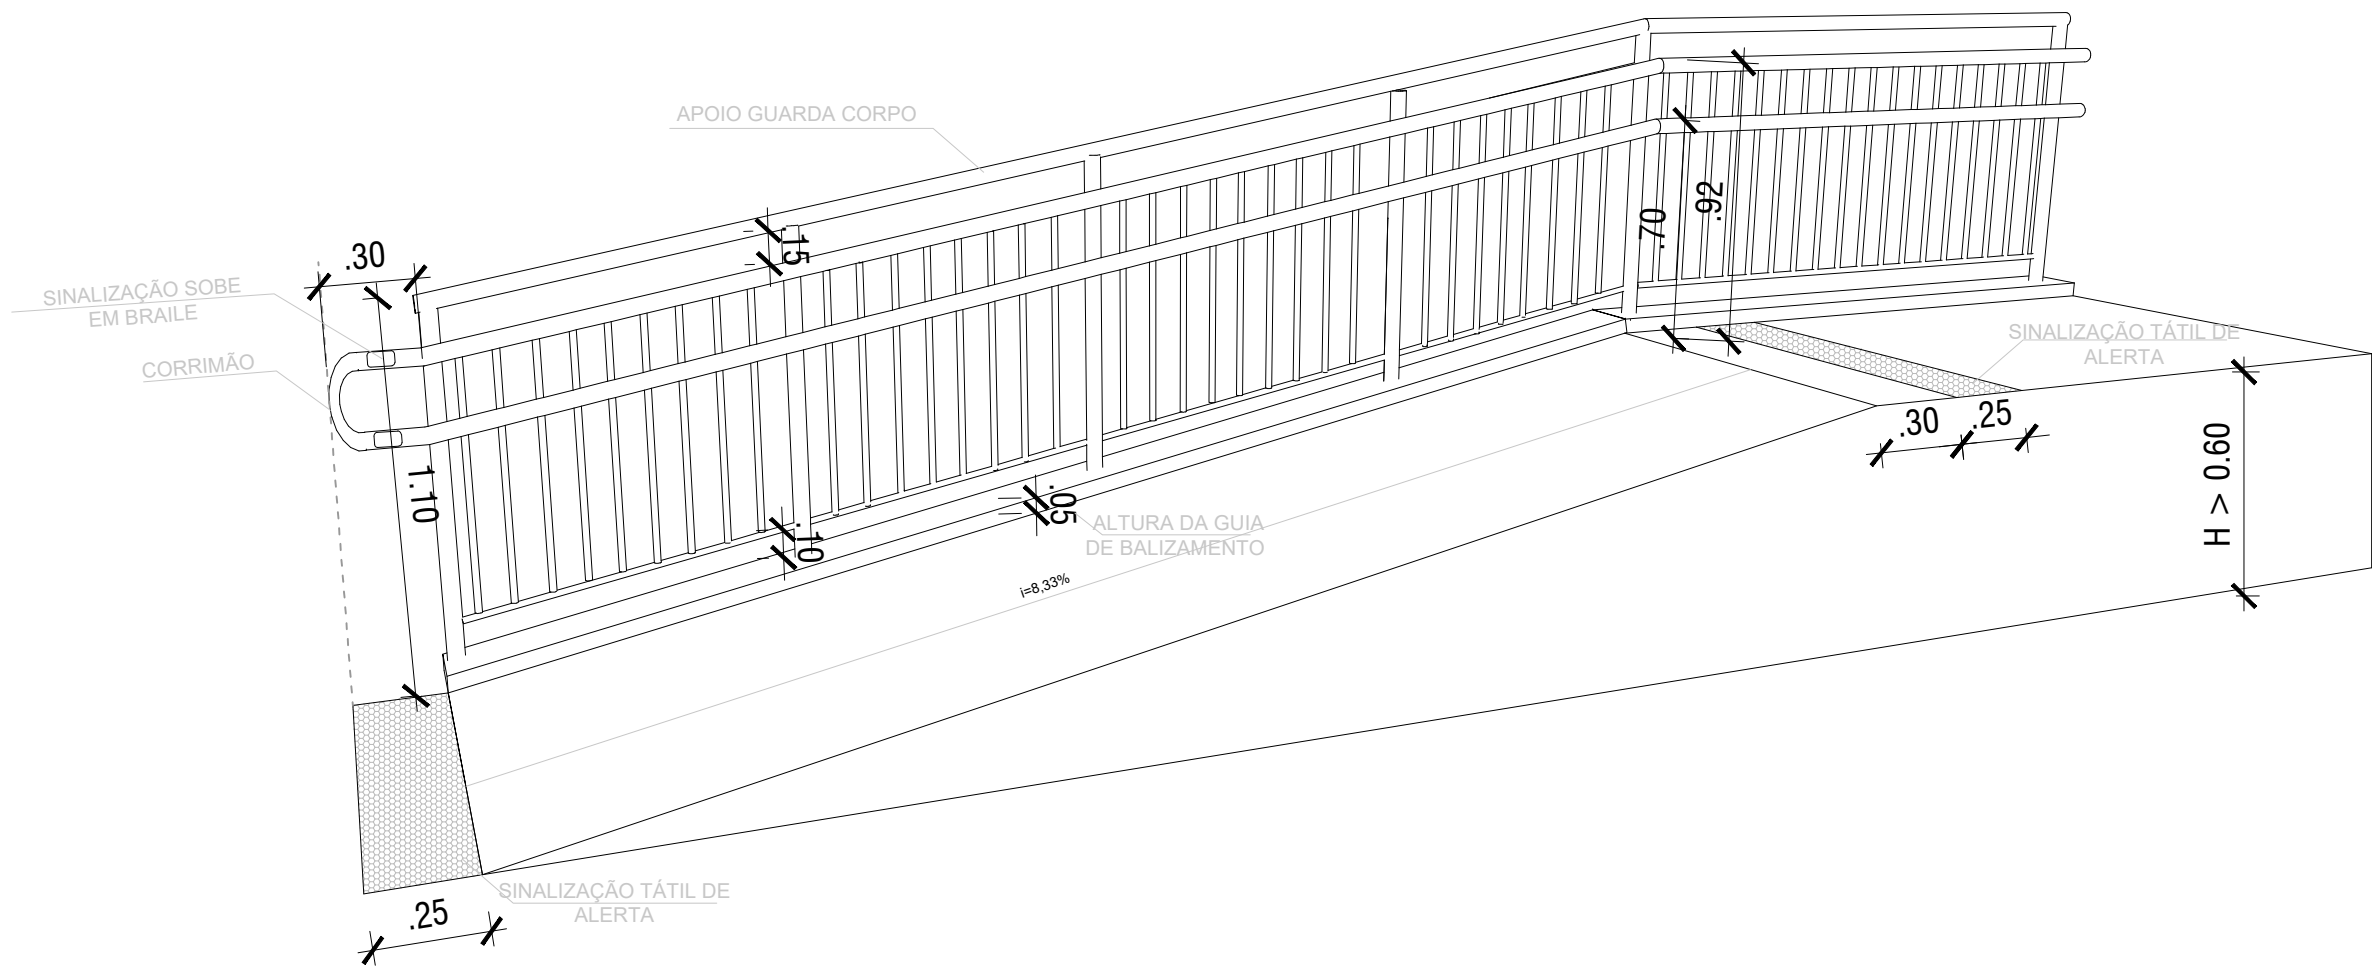 APOIO GUARDA CORPO
.30
SINALIZAÇÃO SOBE
EM BRAILE
CORRIMÃO
.15
.92
.70
SINALIZAÇÃO TÁTIL DE
ALERTA
.30
.25
H > 0.60
1.10
.05
ALTURA DA GUIA
DE BALIZAMENTO
.10
i=8,33%
SINALIZAÇÃO TÁTIL DE
ALERTA
.25